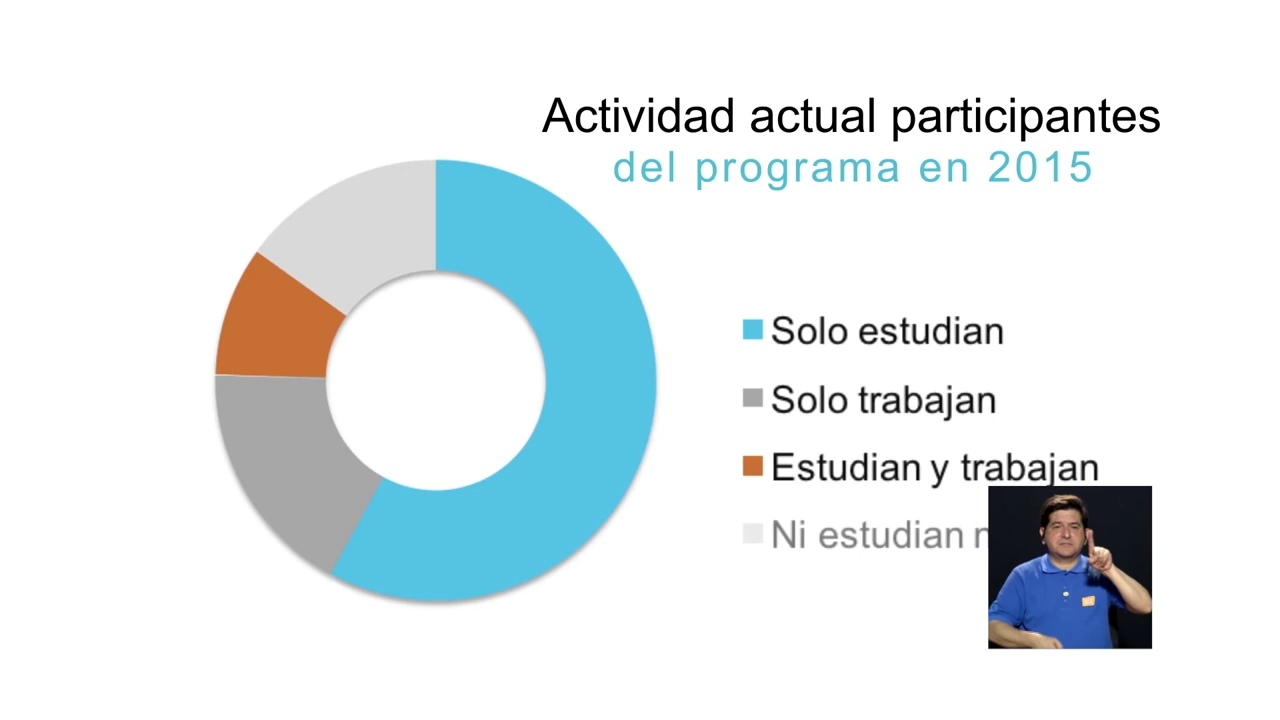 Actividad actual participantes
del programa en 2015
Solo estudian
Solo trabajan
Estudian y trabajan
Ni estudian